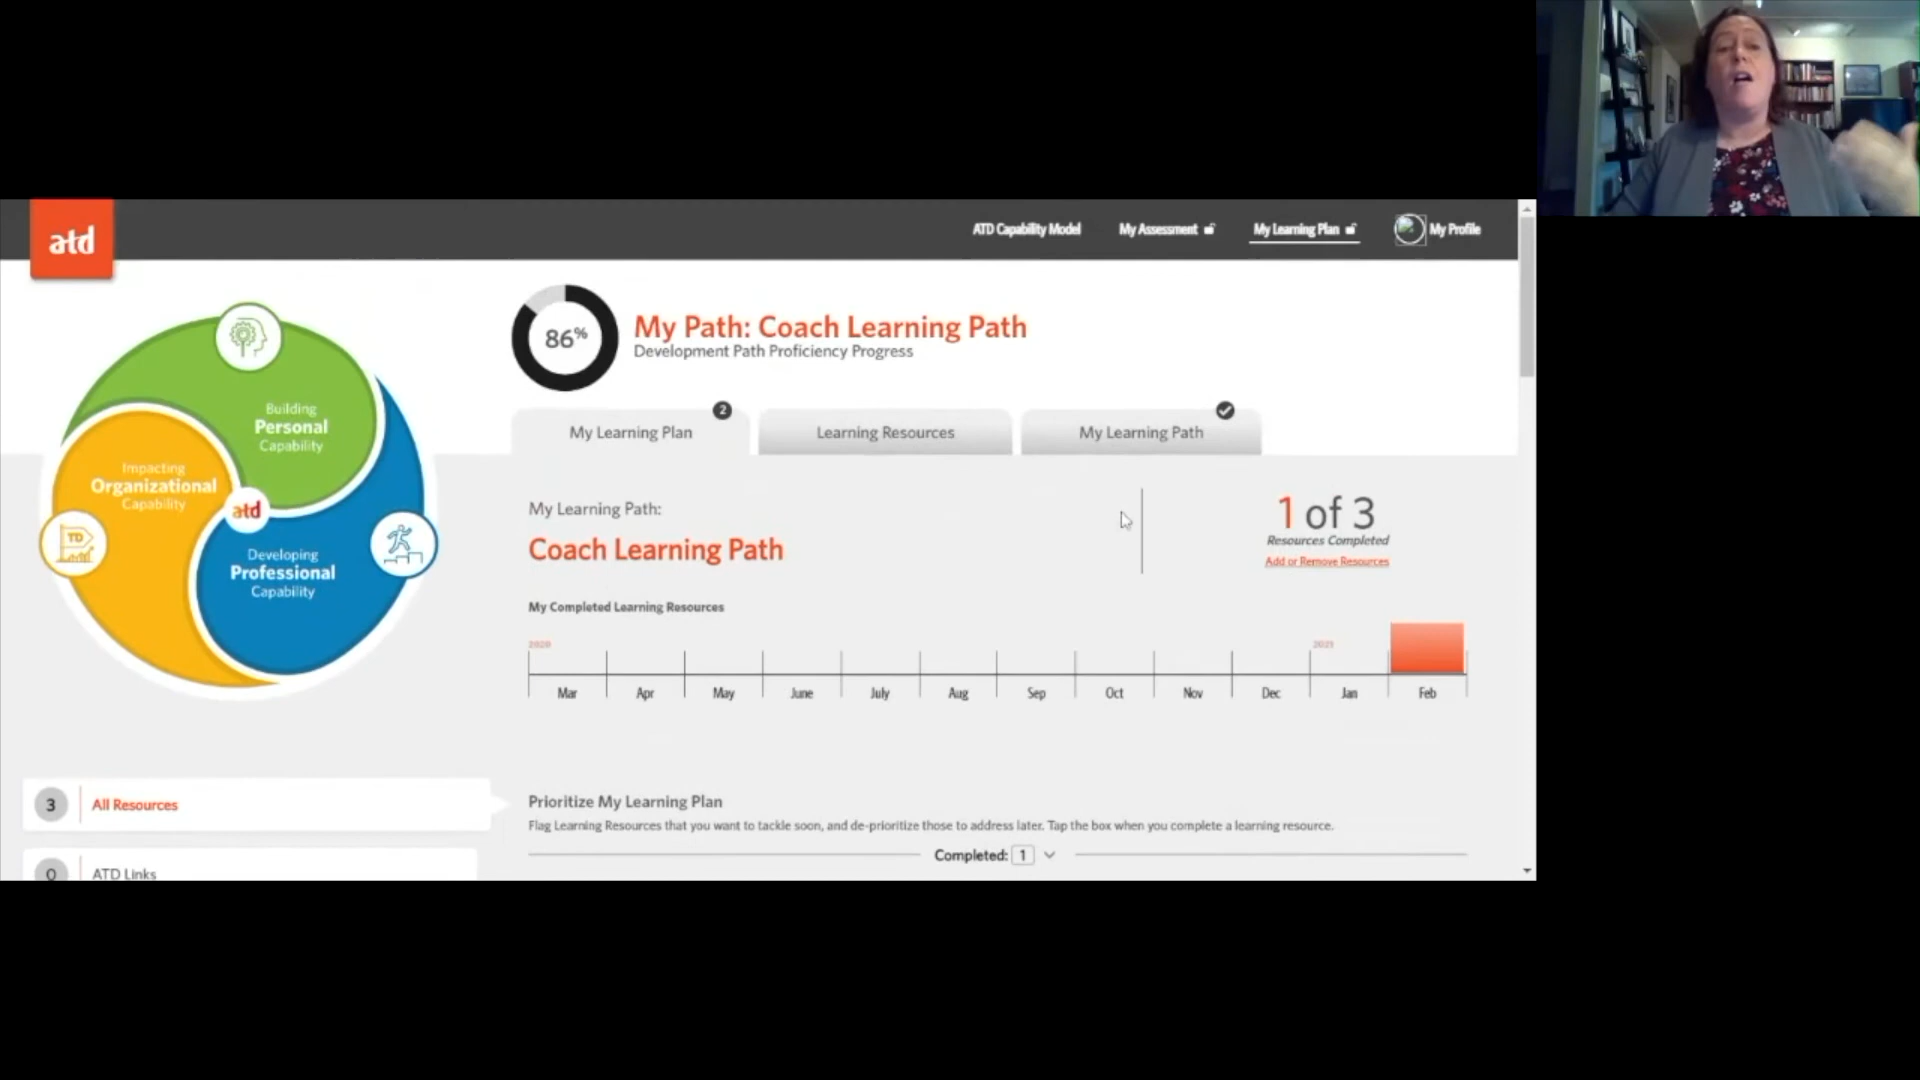 atd
ATD Capability Model
My Assessment
My Learning Plan
My Profile
Building
Personal
Capability
Impacting
Organizational
Capability
atd
TD
Developing
Professional
Capability
86%
My Path: Coach Learning Path
Development Path Proficiency Progress
My Learning Plan
2
Learning Resources
My Learning Path
My Learning Path:
Coach Learning Path
1 of 3
Resources Completed
Add or Remove Resources
My Completed Learning Resources
2020
2021
Mar Apr May June July Aug Sep Oct Nov Dec Jan Feb
3 All Resources
0 ATD Links
Prioritize My Learning Plan
Flag Learning Resources that you want to tackle soon, and de-prioritize those to address later. Tap the box when you complete a learning resource.
Completed: 1